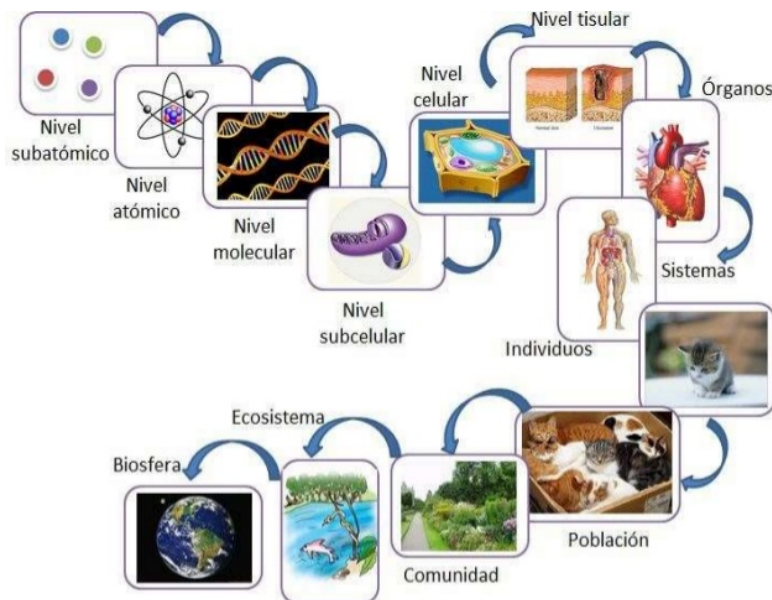 Nivel
subatómico
Nivel
atómico
Nivel
molecular
Nivel
subcelular
Nivel
celular
Nivel tisular
Órganos
Sistemas
Individuos
Población
Comunidad
Ecosistema
Biosfera